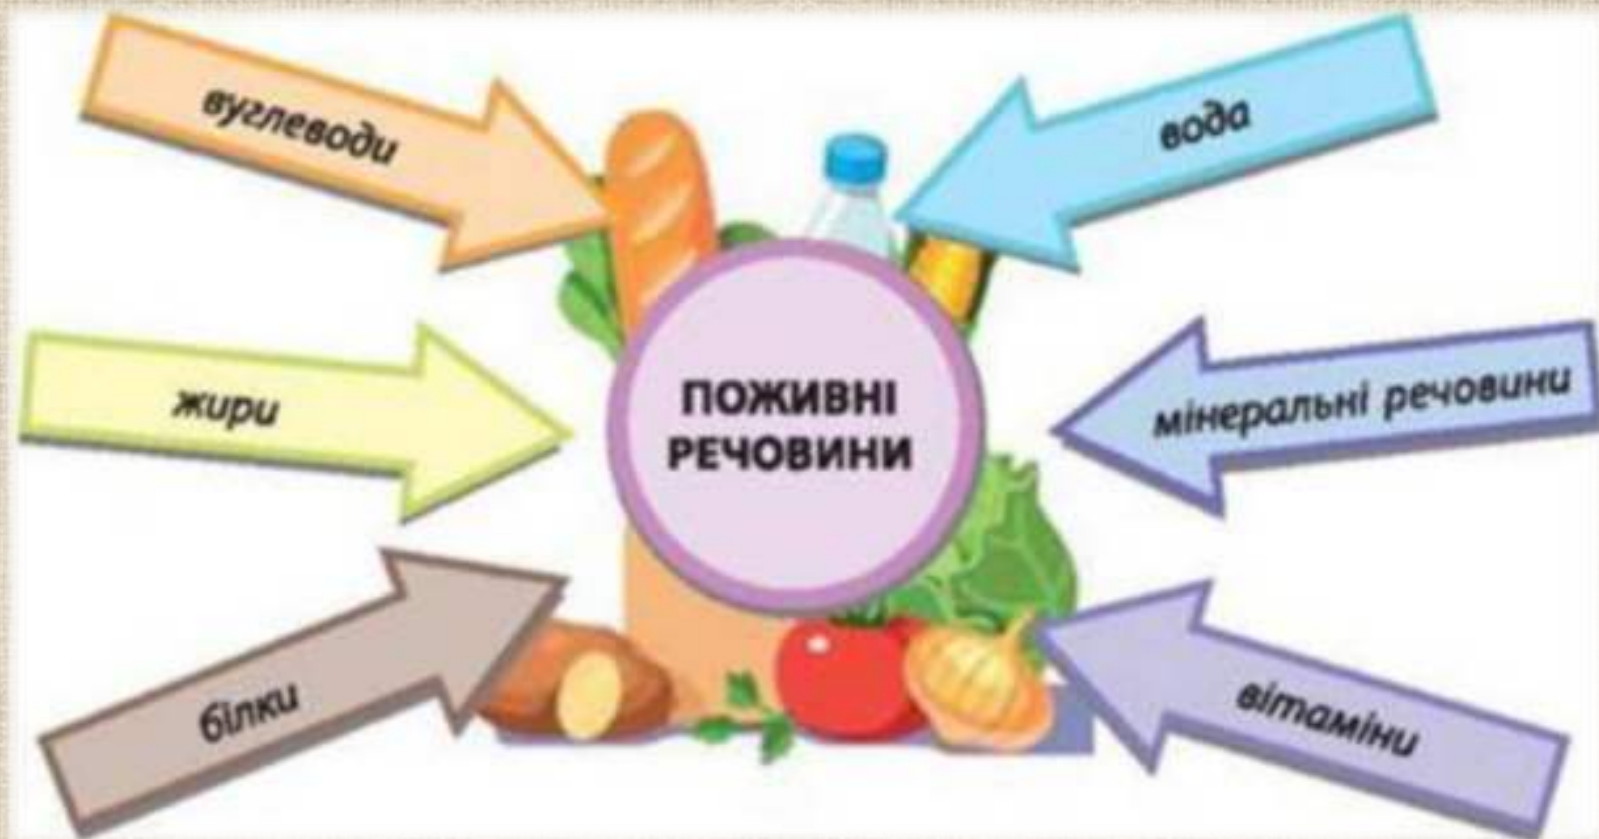 вуглеводи
вода
жири
ПОЖИВНІ
РЕЧОВИНИ
мінеральні речовини
білки
вітаміни